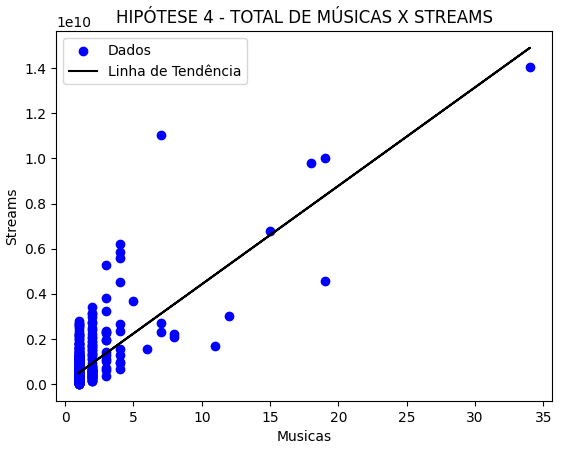 HIPÓTESE 4 - TOTAL DE MÚSICAS X STREAMS
1e10
Dados
Linha de Tendência
1.4
1.2
1.0
0.8
0.6
0.4
0.2
0.0
Streams
0 5 10 15 20 25 30 35
Musicas